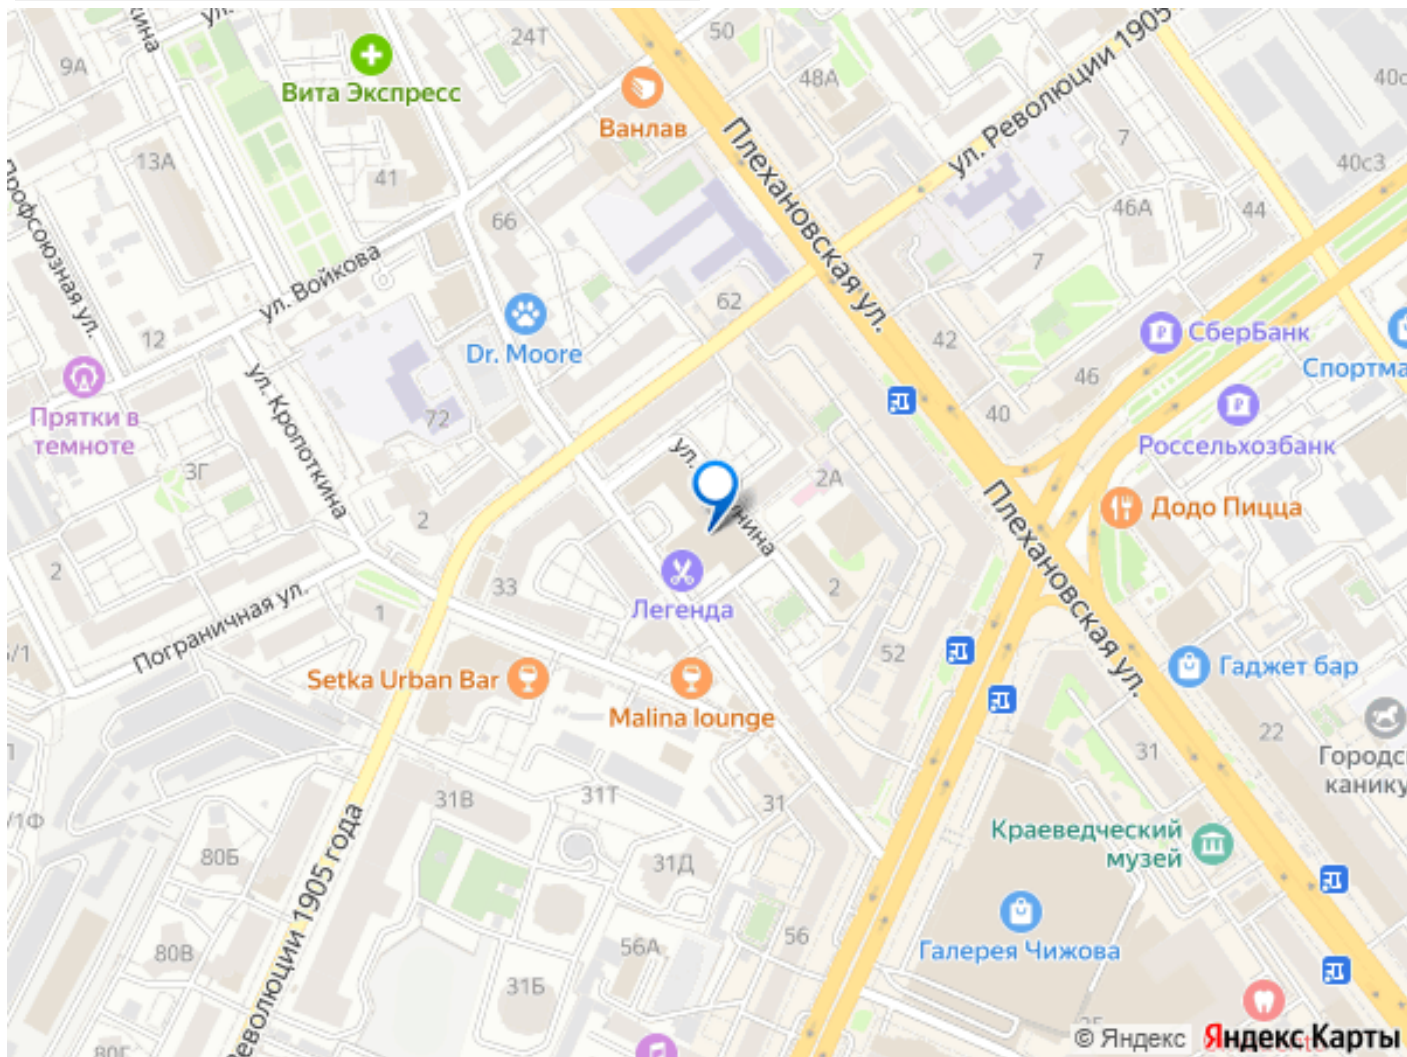 50
24Т
9А
48А
Вита Экспресс
Ванлав
ул. Революции 1905
7
40с3
13А
41
Плехановская ул.
46А
44
66
Профсоюзная ул.
ул. Войкова
7
62
12
Dr. Moore
42
СберБанк
Спортма
46
ул. Кропоткина
Прятки в
темноте
72
40
Россельхозбанк
3Г
2А
2
Додо Пицца
Плехановская ул.
2
33
1
Легенда
2
Пограничная ул.
52
Setka Urban Bar
Malina lounge
Гаджет бар
22
31
Городс
канику
31В
31Т
31
Краеведческий
музей
80Б
31Д
Революции 1905 года
Галерея Чижова
56
56А
80В
31Б
© Яндекс
Яндекс Карты